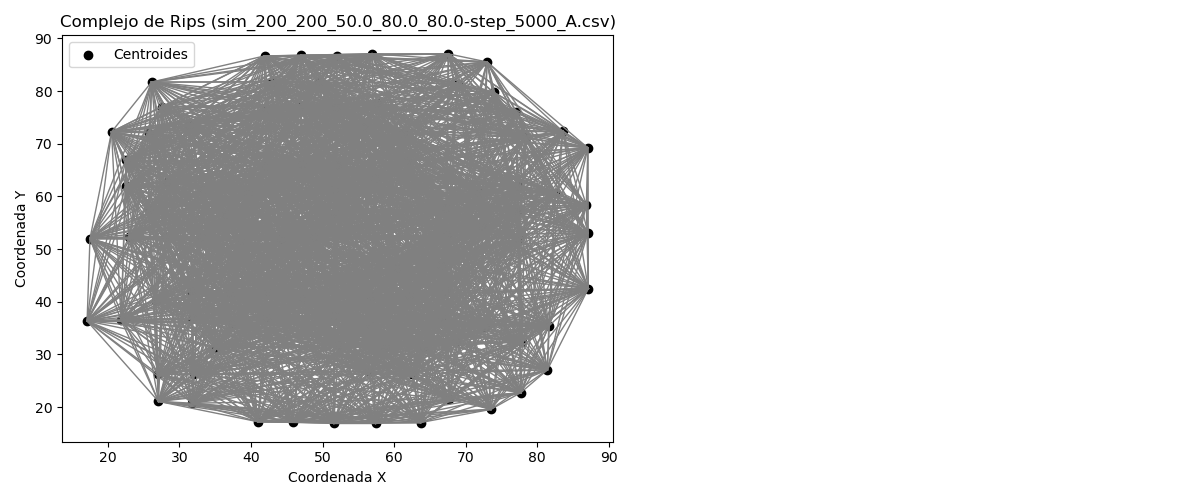 Complejo de Rips (sim_200_200_50.0_80.0_80.0-step_5000_A.csv)
Centroides
90
80
70
60
50
40
30
20
Coordenada Y
20 30 40 50 60 70 80 90
Coordenada X